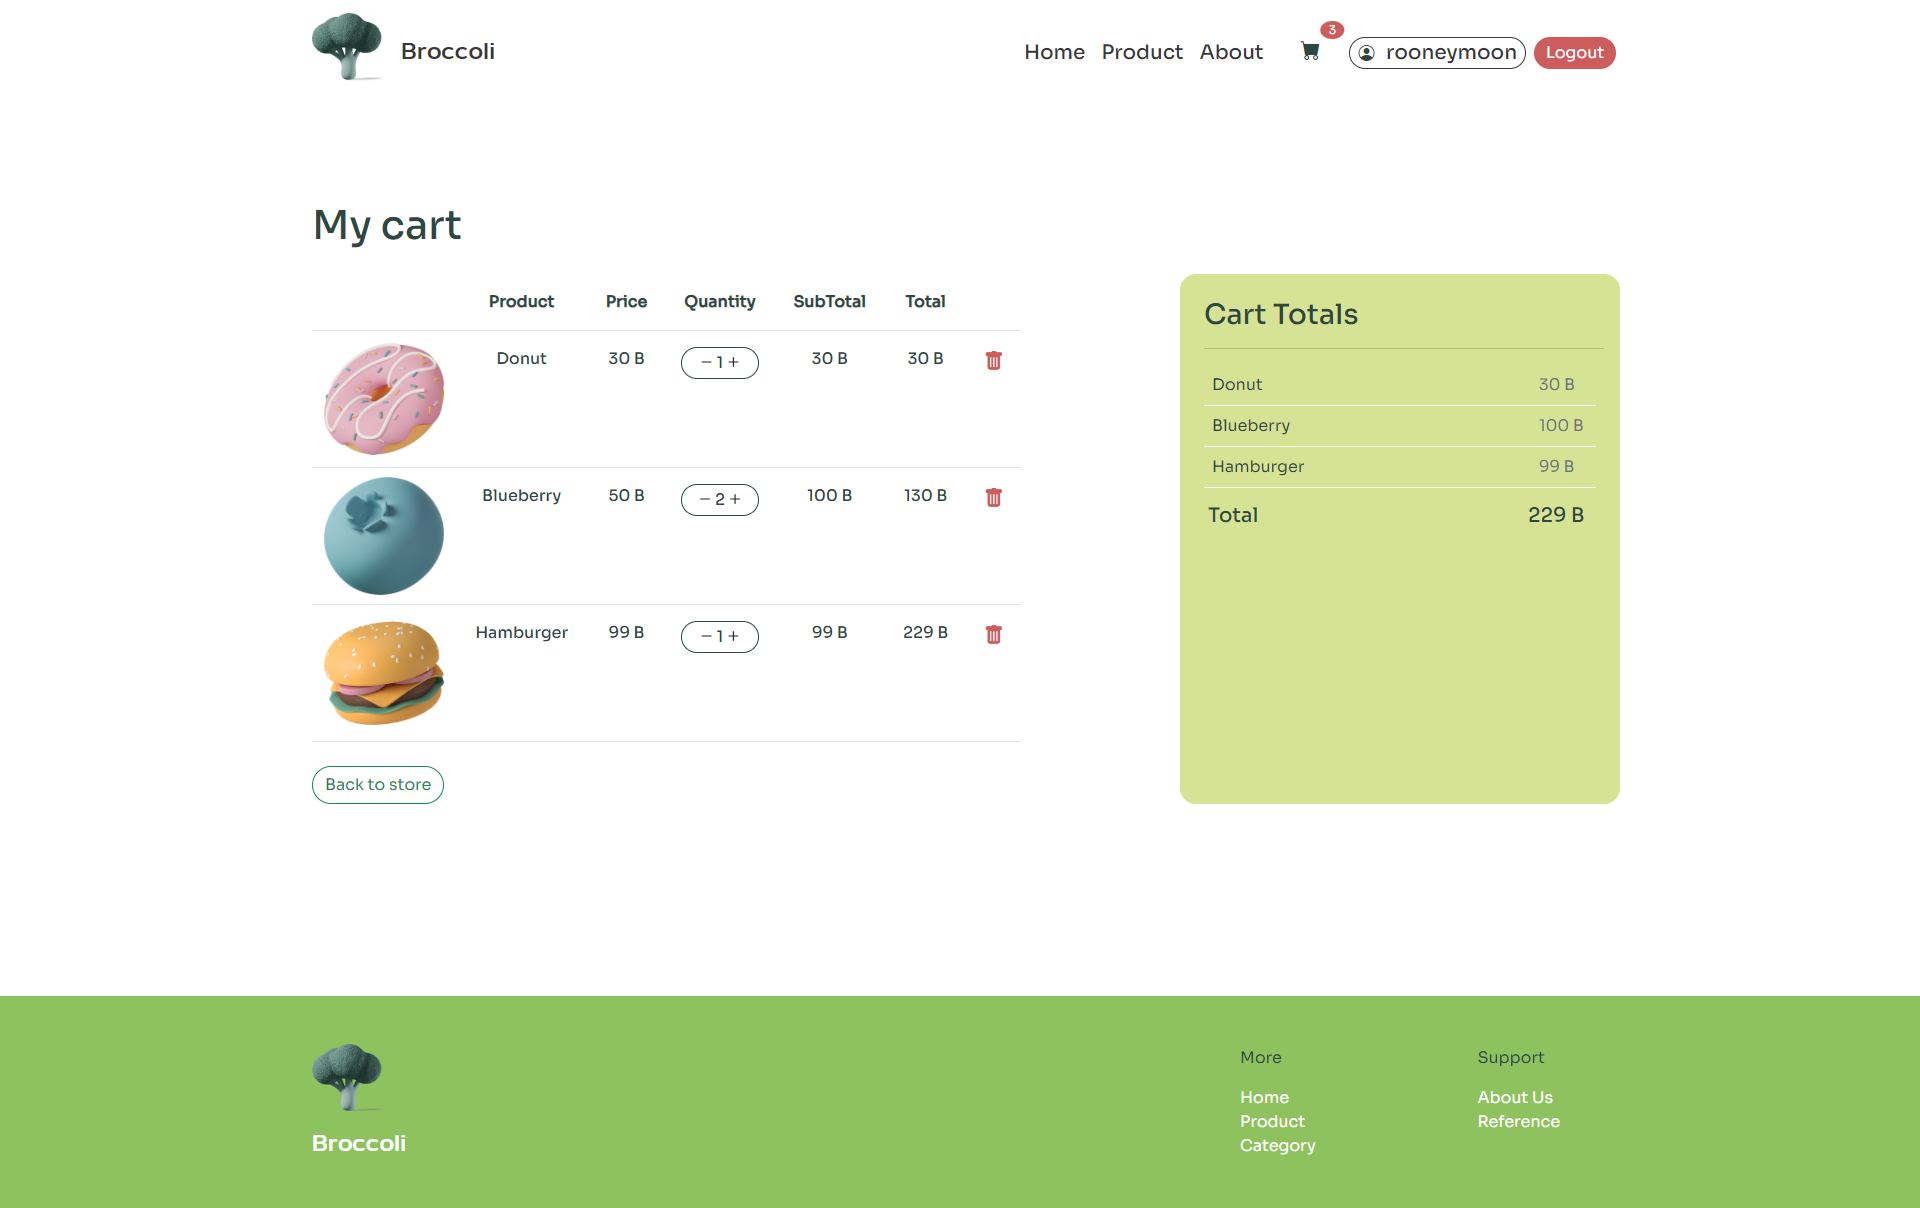 Broccoli
Home Product About 3 rooneymoon Logout
My cart
Product Price Quantity SubTotal Total
Donut 30 B − 1 + 30 B 30 B
Blueberry 50 B − 2 + 100 B 130 B
Hamburger 99 B − 1 + 99 B 229 B
Back to store
Cart Totals
Donut 30 B
Blueberry 100 B
Hamburger 99 B
Total 229 B
Broccoli
More
Home
Product
Category
Support
About Us
Reference